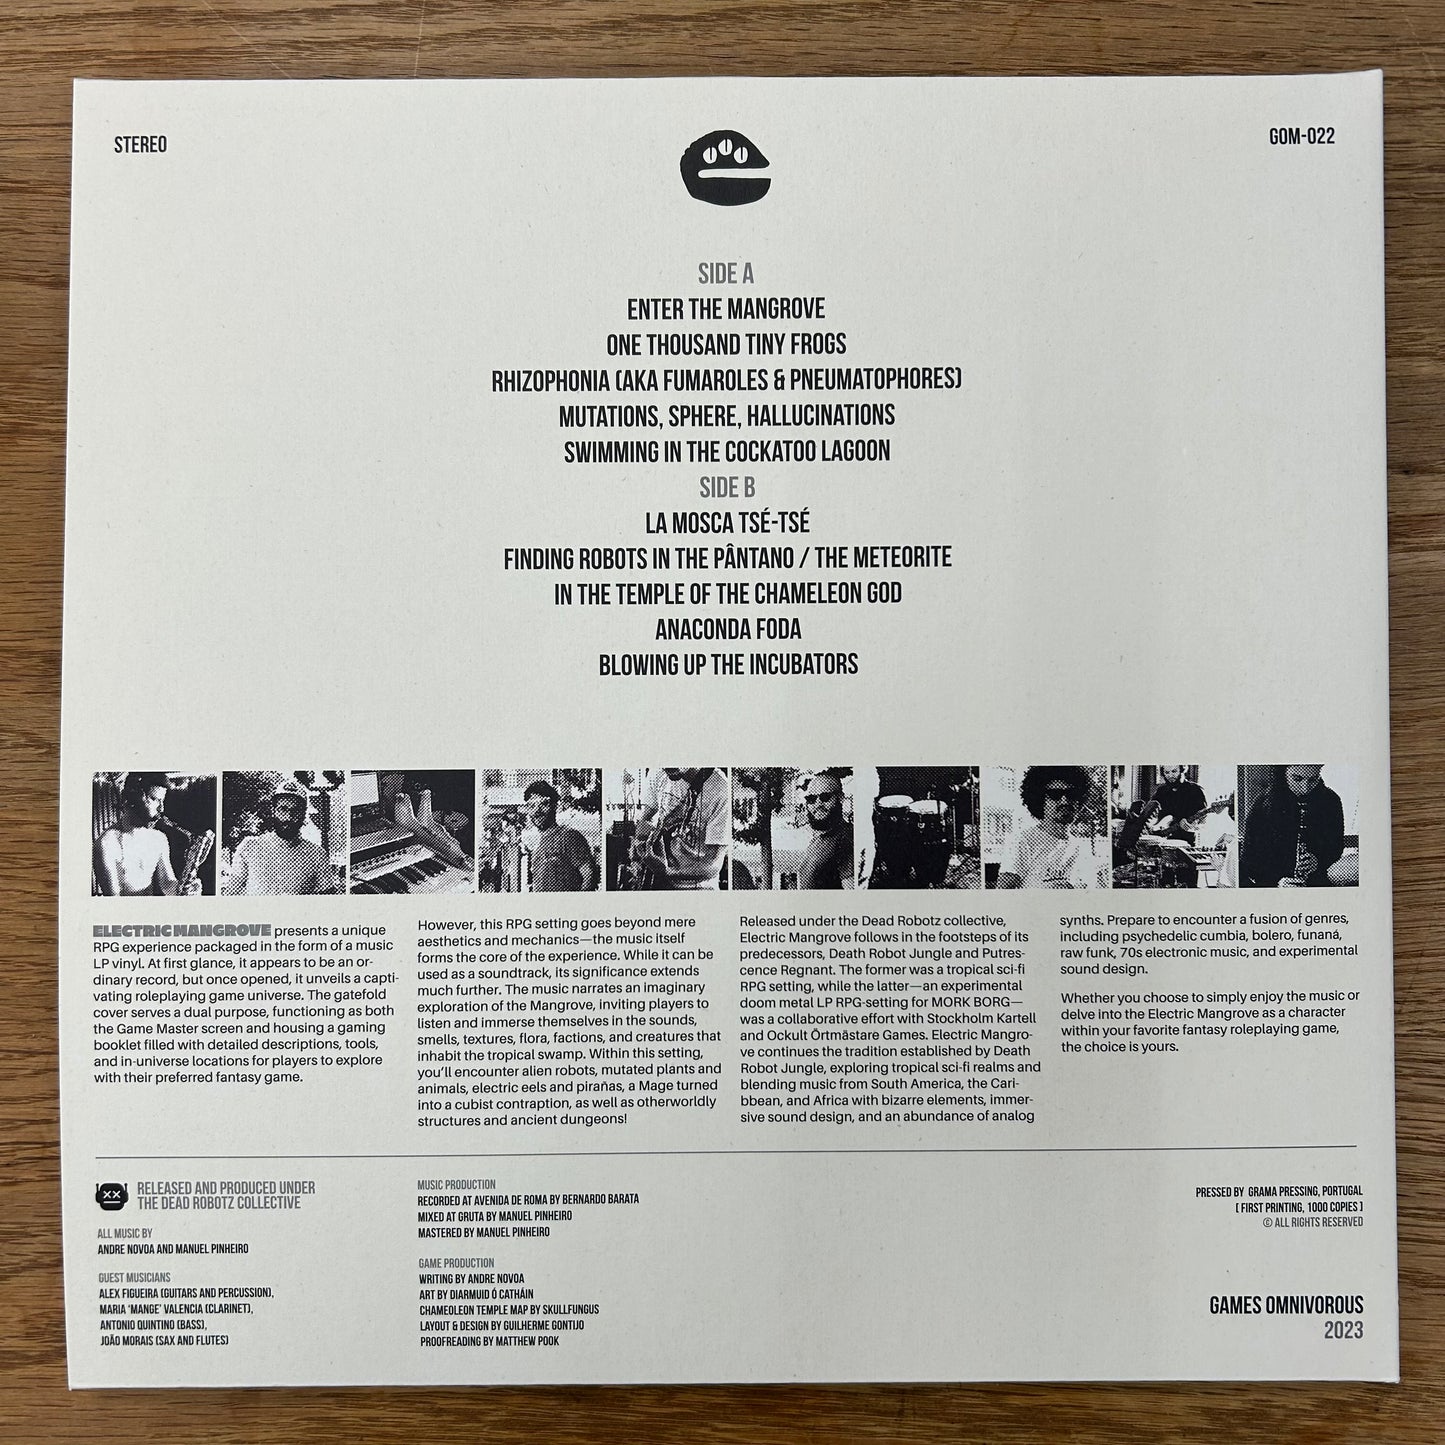 STEREO
GOM-022
SIDE A
ENTER THE MANGROVE
ONE THOUSAND TINY FROGS
RHIZOPHONIA (AKA FUMAROLES & PNEUMATOPHORES)
MUTATIONS, SPHERE, HALLUCINATIONS
SWIMMING IN THE COCKATOO LAGOON
SIDE B
LA MOSCA TSÉ-TSÉ
FINDING ROBOTS IN THE PÂNTANO / THE METEORITE
IN THE TEMPLE OF THE CHAMELEON GOD
ANACONDA FODA
BLOWING UP THE INCUBATORS
ELECTRIC MANGROVE presents a unique
RPG experience packaged in the form of a music
LP vinyl. At first glance, it appears to be an or-
dinary record, but once opened, it unveils a capti-
vating roleplaying game universe. The gatefold
cover serves a dual purpose, functioning as both
the Game Master screen and housing a gaming
booklet filled with detailed descriptions, tools,
and in-universe locations for players to explore
with their preferred fantasy game.
However, this RPG setting goes beyond mere
aesthetics and mechanics—the music itself
forms the core of the experience. While it can be
used as a soundtrack, its significance extends
much further. The music narrates an imaginary
exploration of the Mangrove, inviting players to
listen and immerse themselves in the sounds,
smells, textures, flora, factions, and creatures that
inhabit the tropical swamp. Within this setting,
you'll encounter alien robots, mutated plants and
animals, electric eels and pirañas, a Mage turned
into a cubist contraption, as well as otherworldly
structures and ancient dungeons!
Released under the Dead Robotz collective,
Electric Mangrove follows in the footsteps of its
predecessors, Death Robot Jungle and Putres-
cence Regnant. The former was a tropical sci-fi
RPG setting, while the latter—an experimental
doom metal LP RPG-setting for MORK BORG—
was a collaborative effort with Stockholm Kartell
and Ockult Örtmästare Games. Electric Mangro-
ve continues the tradition established by Death
Robot Jungle, exploring tropical sci-fi realms and
blending music from South America, the Cari-
bbean, and Africa with bizarre elements, immer-
sive sound design, and an abundance of analog
synths. Prepare to encounter a fusion of genres,
including psychedelic cumbia, bolero, funaná,
raw funk, 70s electronic music, and experimental
sound design.
Whether you choose to simply enjoy the music or
delve into the Electric Mangrove as a character
within your favorite fantasy roleplaying game,
the choice is yours.
RELEASED AND PRODUCED UNDER
THE DEAD ROBOTZ COLLECTIVE
ALL MUSIC BY
ANDRE NOVOA AND MANUEL PINHEIRO
GUEST MUSICIANS
ALEX FIGUEIRA (GUITARS AND PERCUSSION),
MARIA 'MANGE' VALENCIA (CLARINET),
ANTONIO QUINTINO (BASS),
JOÃO MORAIS (SAX AND FLUTES)
MUSIC PRODUCTION
RECORDED AT AVENIDA DE ROMA BY BERNARDO BARATA
MIXED AT GRUTA BY MANUEL PINHEIRO
MASTERED BY MANUEL PINHEIRO
GAME PRODUCTION
WRITING BY ANDRE NOVOA
ART BY DIARMUID Ó CATHÁIN
CHAMEOLEON TEMPLE MAP BY SKULLFUNGUS
LAYOUT & DESIGN BY GUILHERME GONTIJO
PROOFREADING BY MATTHEW POOK
PRESSED BY GRAMA PRESSING, PORTUGAL
[ FIRST PRINTING, 1000 COPIES ]
© ALL RIGHTS RESERVED
GAMES OMNIVOROUS
2023